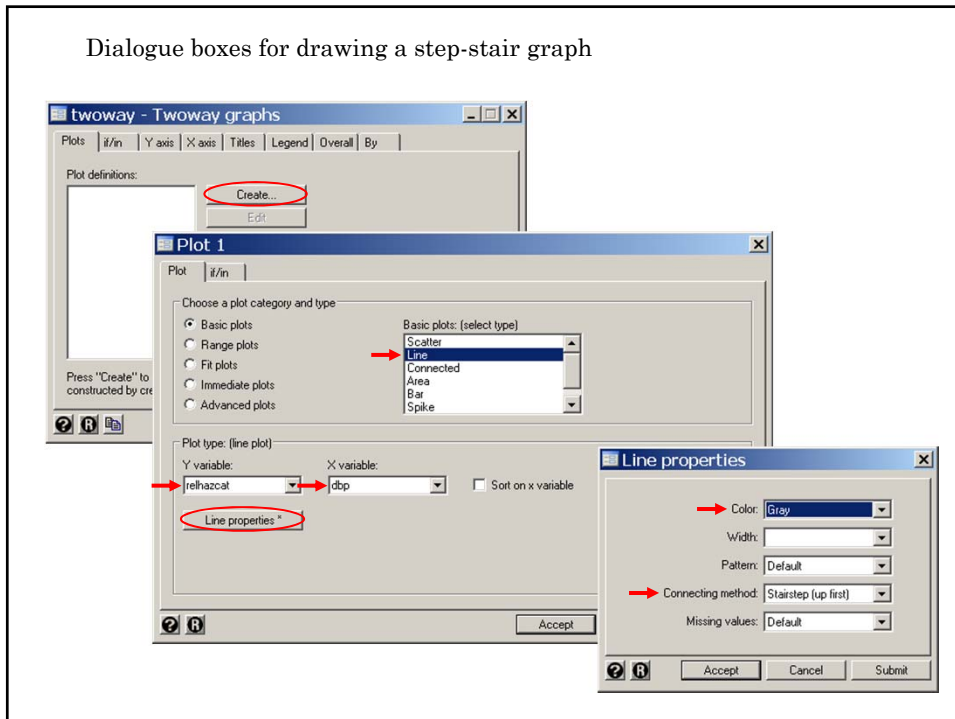 Dialogue boxes for drawing a step-stair graph
twoway - Twoway graphs
Plots if/in Y axis X axis Titles Legend Overall By
Plot definitions:
Create...
Edit
Press "Create" to
constructed by cre
Plot 1
Plot if/in
Choose a plot category and type
Basic plots
Range plots
Fit plots
Immediate plots
Advanced plots
Basic plots: (select type)
Scatter
Line
Connected
Area
Bar
Spike
Plot type: (line plot)
Y variable: X variable:
relhazcat dbp Sort on x variable
Line properties *
Accept
Line properties
Color: Gray
Width:
Pattern: Default
Connecting method: Stairstep (up first)
Missing values: Default
? R Accept Cancel Submit